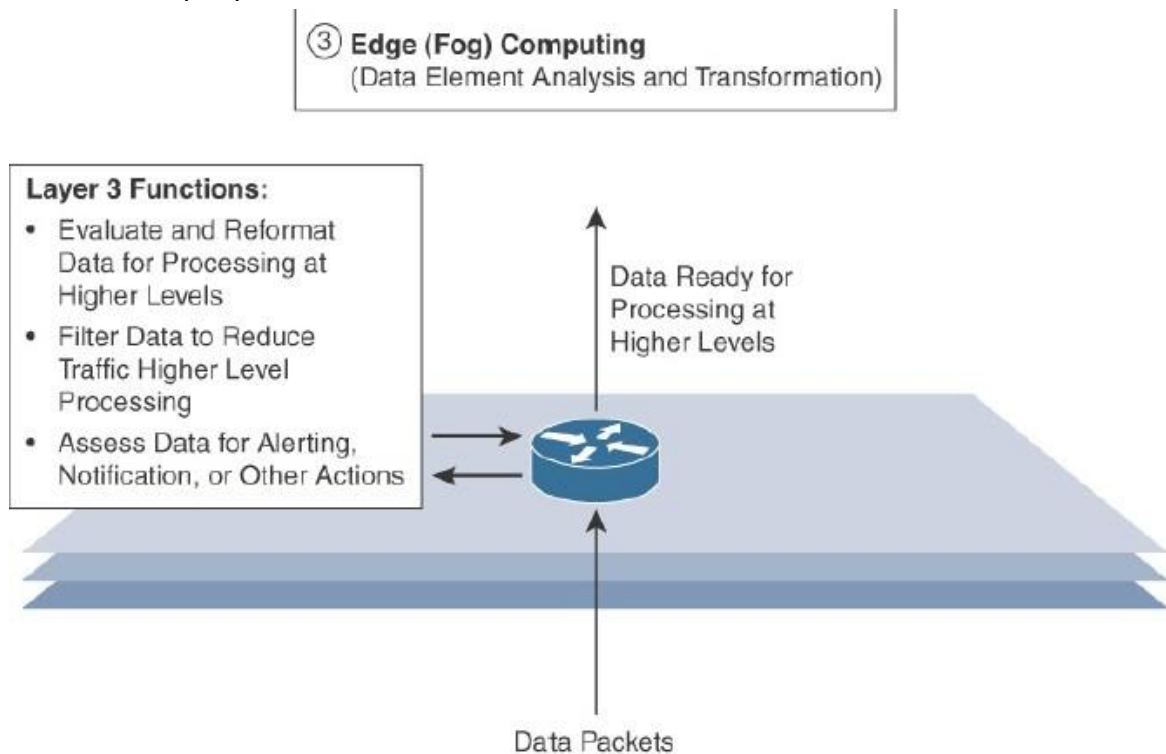 ③ Edge (Fog) Computing
(Data Element Analysis and Transformation)
Layer 3 Functions:
• Evaluate and Reformat
Data for Processing at
Higher Levels
• Filter Data to Reduce
Traffic Higher Level
Processing
• Assess Data for Alerting,
Notification, or Other Actions
Data Ready for
Processing at
Higher Levels
Data Packets